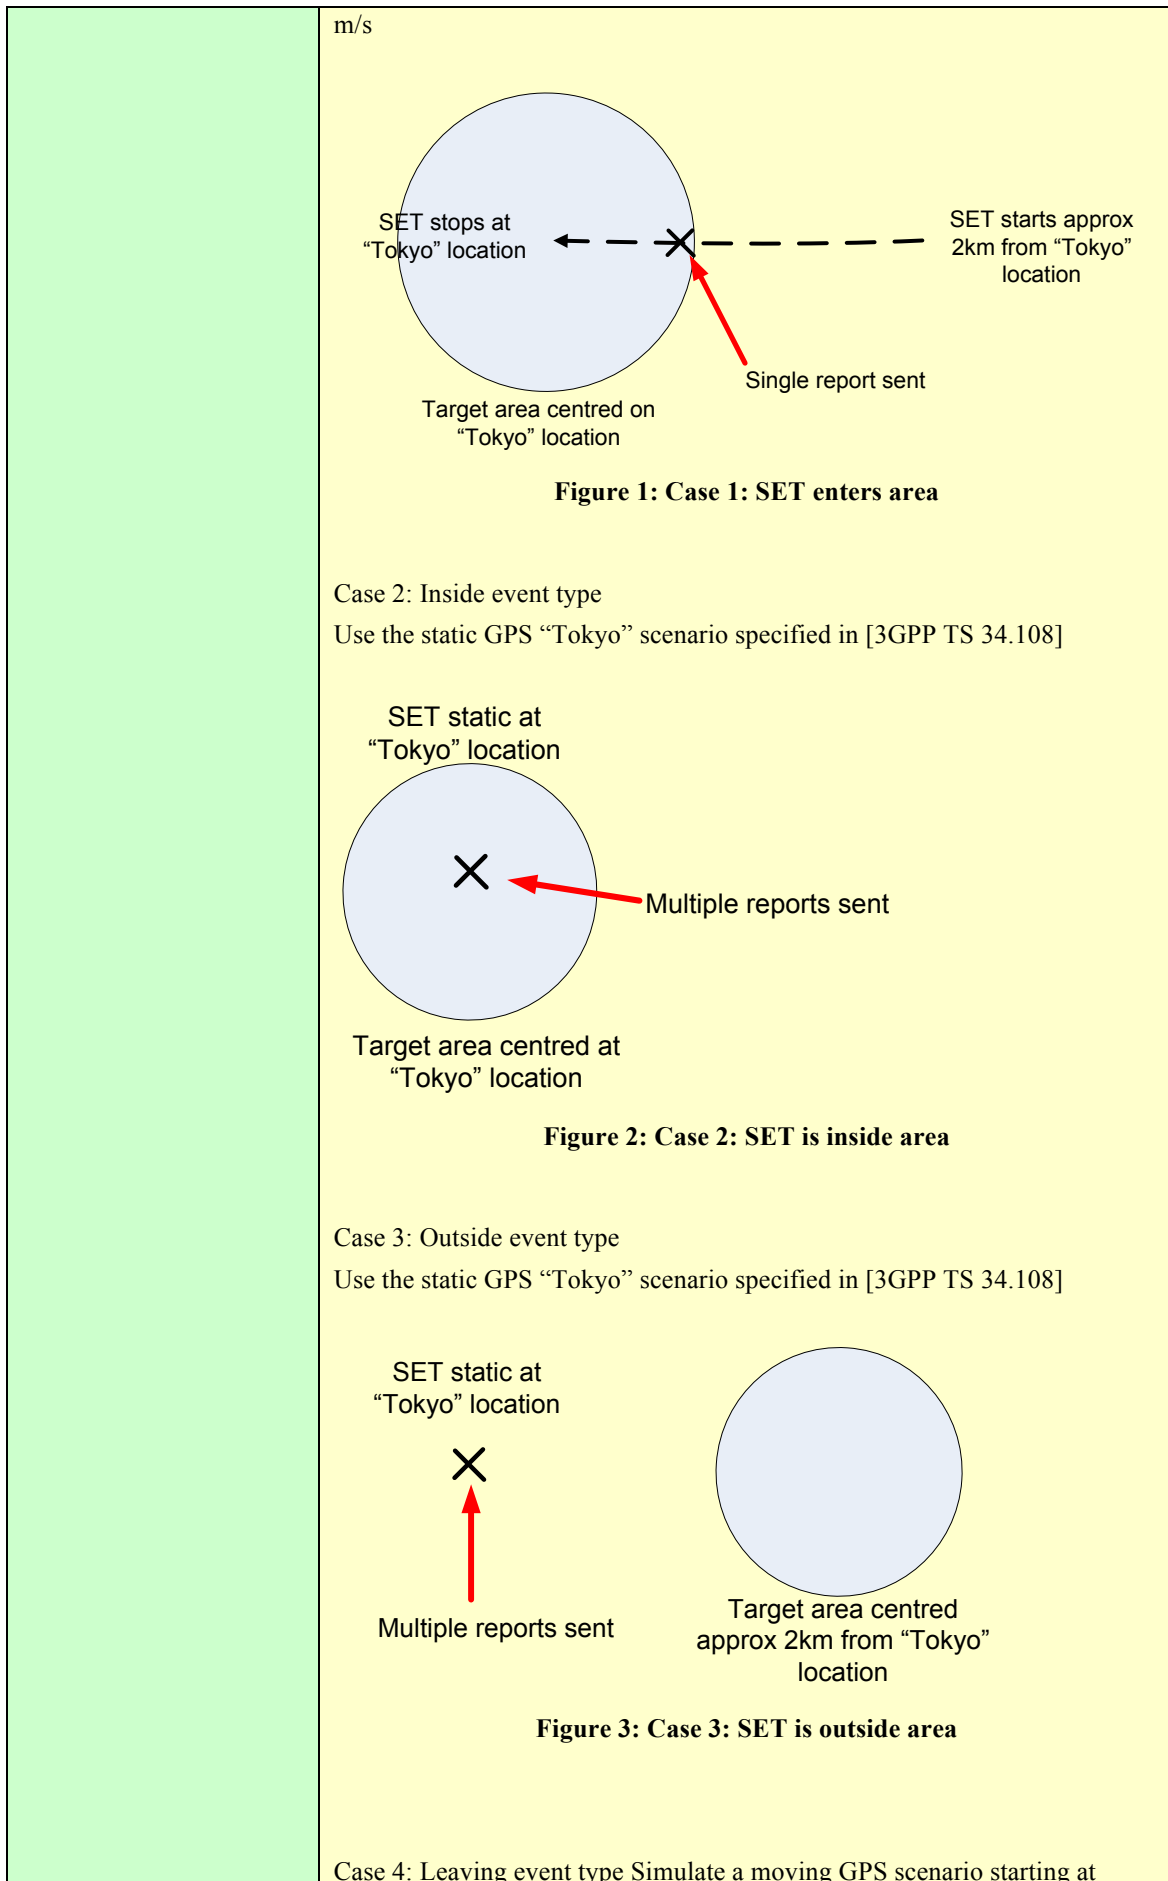 m/s
SET stops at
“Tokyo” location
SET starts approx
2km from “Tokyo”
location
Single report sent
Target area centred on
“Tokyo” location
Figure 1: Case 1: SET enters area
Case 2: Inside event type
Use the static GPS “Tokyo” scenario specified in [3GPP TS 34.108]
SET static at
“Tokyo” location
Multiple reports sent
Target area centred at
“Tokyo” location
Figure 2: Case 2: SET is inside area
Case 3: Outside event type
Use the static GPS “Tokyo” scenario specified in [3GPP TS 34.108]
SET static at
“Tokyo” location
Multiple reports sent
Target area centred
approx 2km from “Tokyo”
location
Figure 3: Case 3: SET is outside area
Case 4: Leaving event type Simulate a moving GPS scenario starting at